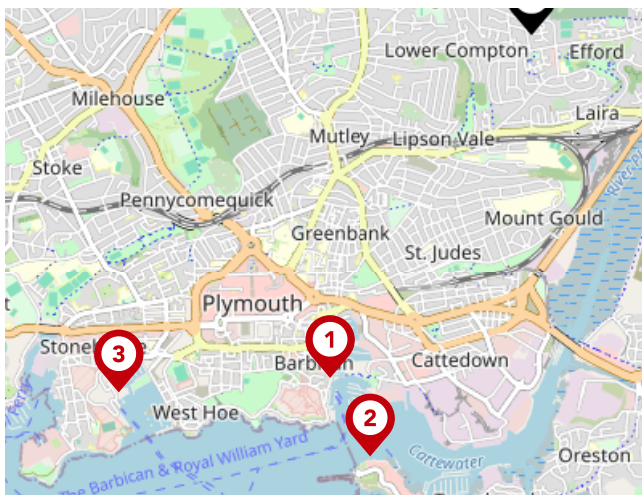 Lower Compton
Efford
Milehouse
Laira
Mutley
Lipson Vale
Stoke
Pennycomequick
Mount Gould
Greenbank
St. Judes
Plymouth
1
3
Barbican
Cattedown
2
West Hoe
The Barbican & Royal William Yard
Cattewater
Oreston